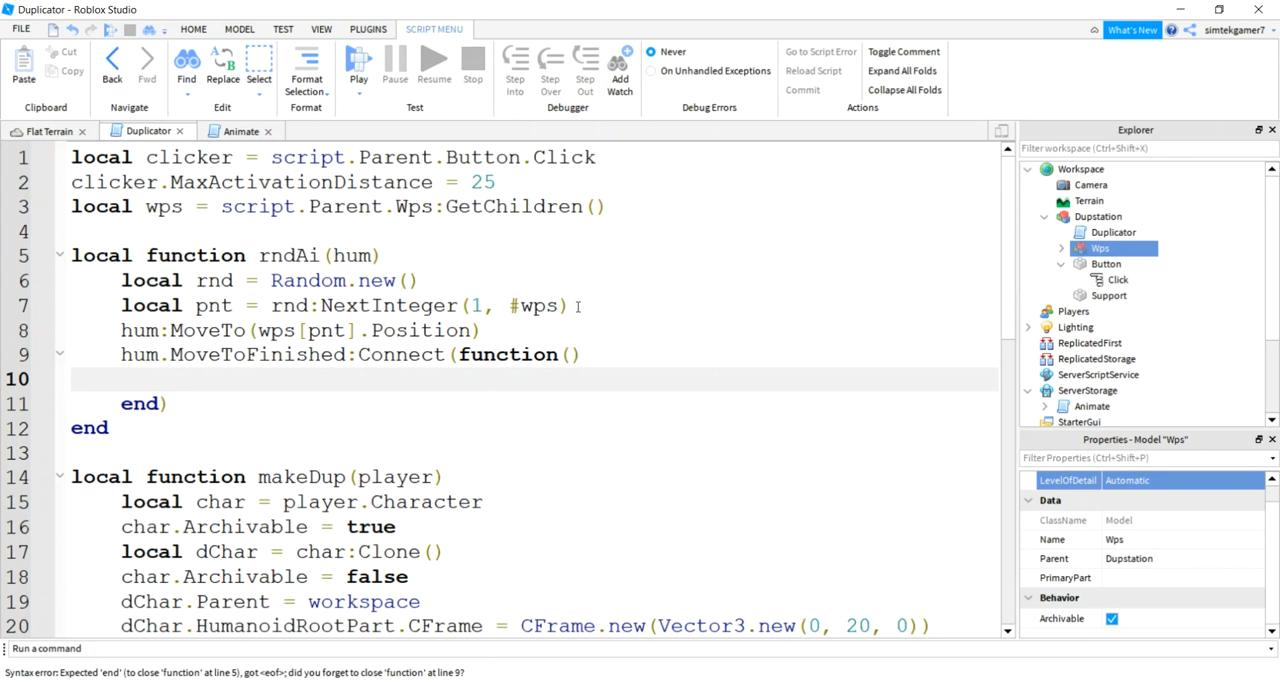 Duplicator - Roblox Studio
FILE HOME MODEL TEST VIEW PLUGINS SCRIPT MENU What's New simtekgamer7
Paste Cut Copy Back Fwd Find Replace Select Format Selection Play Pause Resume Stop Step Into Step Over Step Out Add Watch Never On Unhandled Exceptions Go to Script Error Reload Script Commit Toggle Comment Expand All Folds Collapse All Folds
Clipboard Navigate Edit Format Test Debugger Debug Errors Actions
Flat Terrain Duplicator Animate
1 local clicker = script.Parent.Button.Click
2 clicker.MaxActivationDistance = 25
3 local wps = script.Parent.Wps:GetChildren()
4
5 local function rndAi(hum)
6 local rnd = Random.new()
7 local pnt = rnd:NextInteger(1, #wps)
8 hum:MoveTo(wps[pnt].Position)
9 hum.MoveToFinished:Connect(function()
10
11 end)
12 end
13
14 local function makeDup(player)
15 local char = player.Character
16 char.Archivable = true
17 local dChar = char:Clone()
18 char.Archivable = false
19 dChar.Parent = workspace
20 dChar.HumanoidRootPart.CFrame = CFrame.new(Vector3.new(0, 20, 0))
Explorer
Filter workspace (Ctrl+Shift+X)
Workspace
Camera
Terrain
Dupstation
Duplicator
Wps
Button
Click
Support
Players
Lighting
ReplicatedFirst
ReplicatedStorage
ServerScriptService
ServerStorage
Animate
StarterGui
Properties - Model "Wps"
Filter Properties (Ctrl+Shift+P)
LevelOfDetail Automatic
Data
ClassName Model
Name Wps
Parent Dupstation
PrimaryPart
Behavior
Archivable
Run a command
Syntax error: Expected 'end' (to close 'function' at line 5), got <eof>; did you forget to close 'function' at line 9?